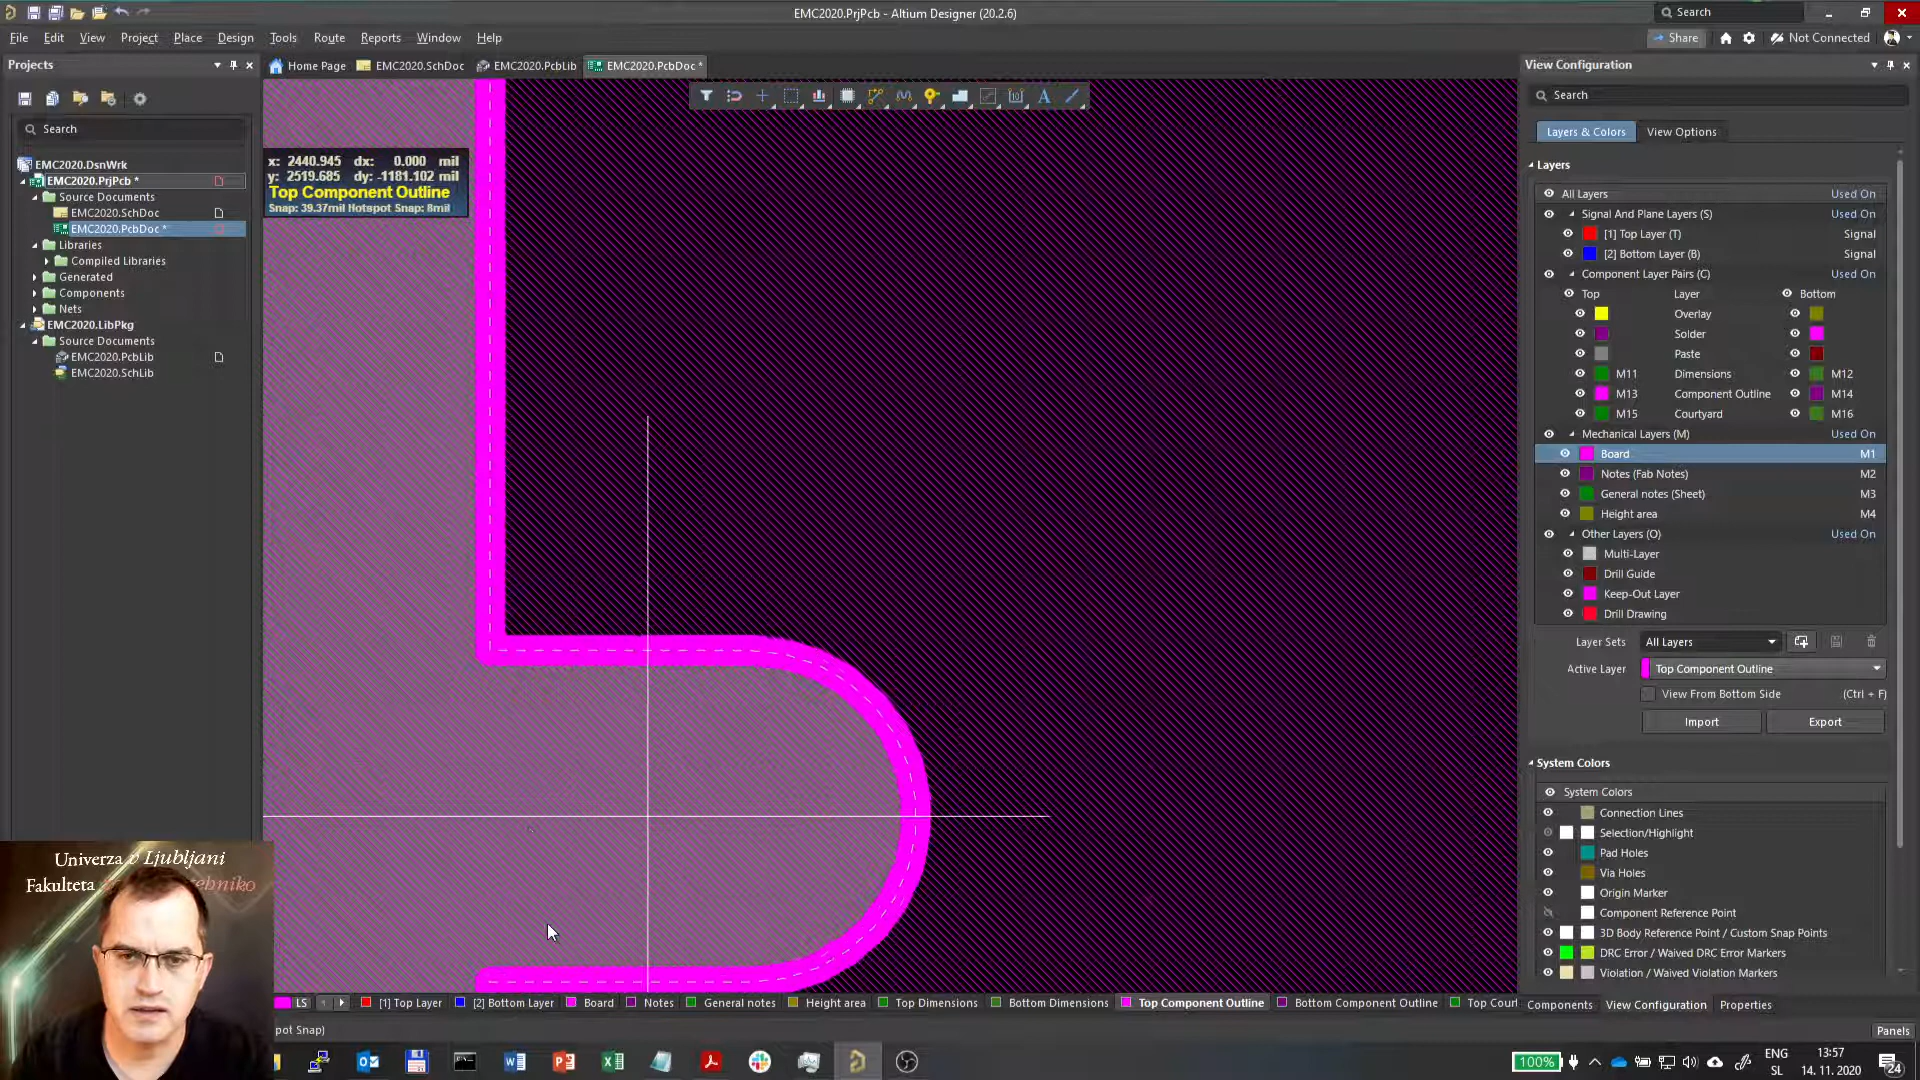 EMC2020.PrjPcb - Altium Designer (20.2.6)
Search
File Edit View Project Place Design Tools Route Reports Window Help
Share
Not Connected
Projects
Home Page
EMC2020.SchDoc
EMC2020.PcbLib
EMC2020.PcbDoc *
View Configuration
Search
Search
Layers & Colors
View Options
EMC2020.DsnWrk
EMC2020.PrjPcb *
Source Documents
EMC2020.SchDoc
EMC2020.PcbDoc *
Libraries
Compiled Libraries
Generated
Components
Nets
EMC2020.LibPkg
Source Documents
EMC2020.PcbLib
EMC2020.SchLib
x: 2440.945 dx: 0.000 mil
y: 2519.685 dy: -1181.102 mil
Top Component Outline
Snap: 39.37mil Hotspot Snap: 8mil
Layers
All Layers Used On
Signal And Plane Layers (S) Used On
[1] Top Layer (T) Signal
[2] Bottom Layer (B) Signal
Component Layer Pairs (C) Used On
Top Layer Bottom
Overlay
Solder
Paste
M11 Dimensions M12
M13 Component Outline M14
M15 Courtyard M16
Mechanical Layers (M) Used On
Board M1
Notes (Fab Notes) M2
General notes (Sheet) M3
Height area M4
Other Layers (O) Used On
Multi-Layer
Drill Guide
Keep-Out Layer
Drill Drawing
Layer Sets All Layers
Active Layer Top Component Outline
View From Bottom Side (Ctrl + F)
Import Export
System Colors
System Colors
Connection Lines
Selection/Highlight
Pad Holes
Via Holes
Origin Marker
Component Reference Point
3D Body Reference Point / Custom Snap Points
DRC Error / Waived DRC Error Markers
Violation / Waived Violation Markers
Univerza v Ljubljani
Fakulteta
LS
[1] Top Layer
[2] Bottom Layer
Board
Notes
General notes
Height area
Top Dimensions
Bottom Dimensions
Top Component Outline
Bottom Component Outline
Top Court
Components
View Configuration
Properties
pot Snap)
Panels
100%
ENG
SL
13:57
14. 11. 2020
24